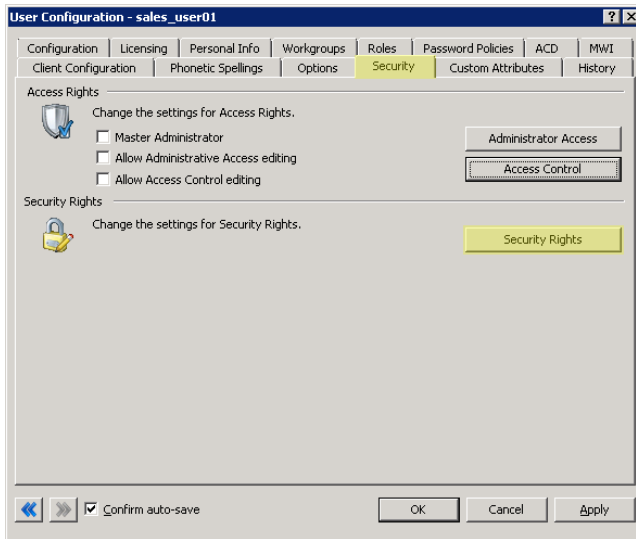 User Configuration - sales_user01
Configuration Licensing Personal Info Workgroups Roles Password Policies ACD MWI
Client Configuration Phonetic Spellings Options Security Custom Attributes History
Access Rights
Change the settings for Access Rights.
Master Administrator
Administrator Access
Allow Administrative Access editing
Access Control
Allow Access Control editing
Security Rights
Change the settings for Security Rights.
Security Rights
Confirm auto-save OK Cancel Apply